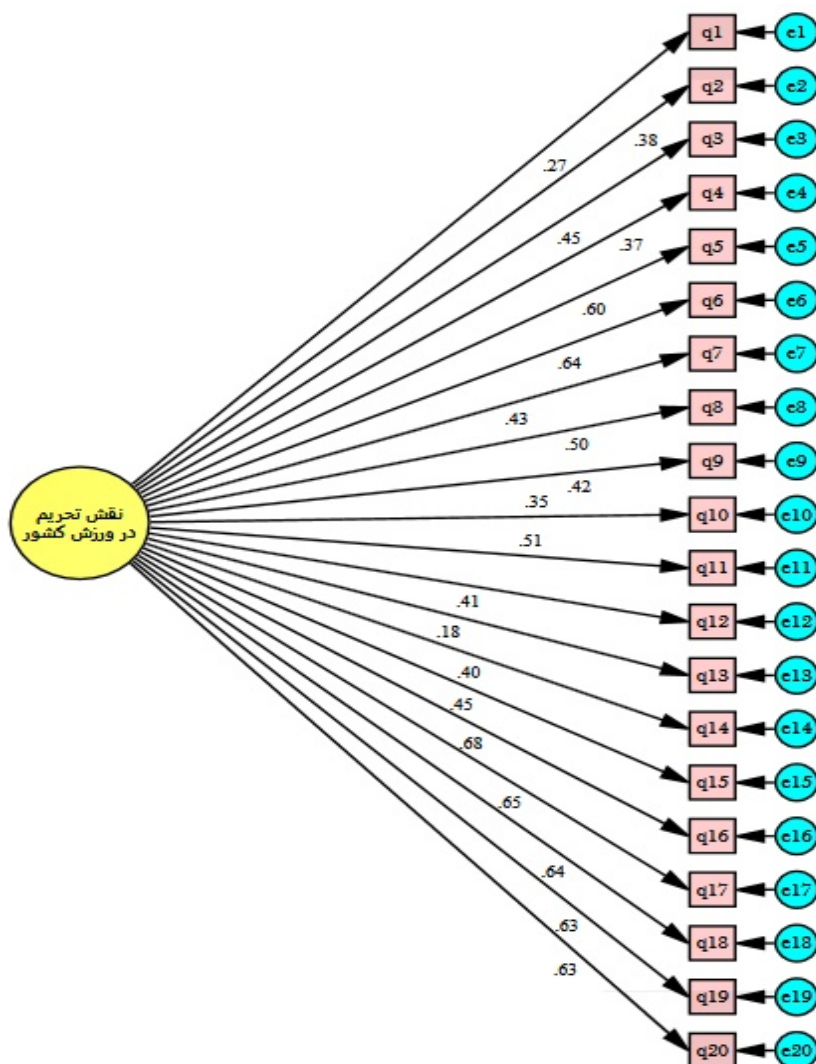 q1 e1
q2 e2
.27 .38 q3 e3
q4 e4
.45 .37 q5 e5
q6 e6
.60
.64 q7 e7
q8 e8
.43
.50 q9 e9
.42
نقش تحریم
در ورزش کشور
.35 q10 e10
.51
q11 e11
.41 q12 e12
.18
.40 q13 e13
.45 q14 e14
.68
q15 e15
.65
q16 e16
.64
q17 e17
.63
q18 e18
.63
q19 e19
q20 e20